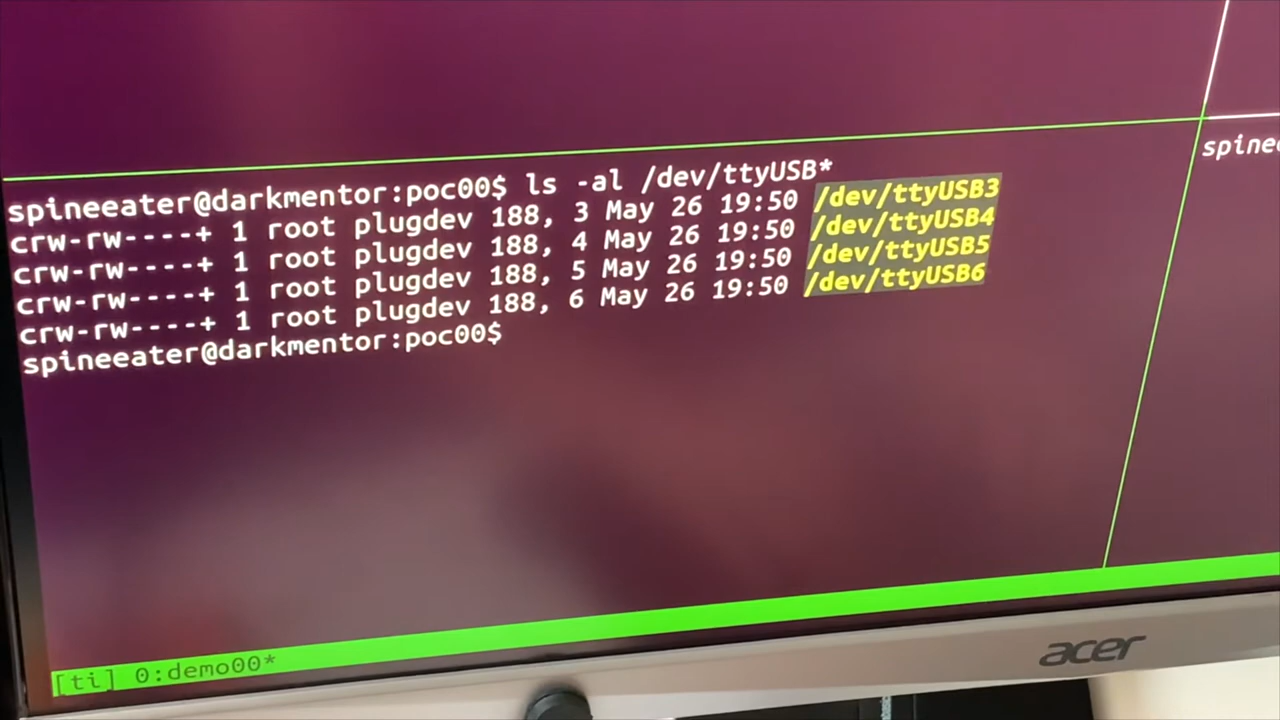 spineeater@darkmentor:poc00$ ls -al /dev/ttyUSB*
crw-rw----+ 1 root plugdev 188, 3 May 26 19:50 /dev/ttyUSB3
crw-rw----+ 1 root plugdev 188, 4 May 26 19:50 /dev/ttyUSB4
crw-rw----+ 1 root plugdev 188, 5 May 26 19:50 /dev/ttyUSB5
crw-rw----+ 1 root plugdev 188, 6 May 26 19:50 /dev/ttyUSB6
spineeater@darkmentor:poc00$
spinee
[ti] 0:demo00*
acer